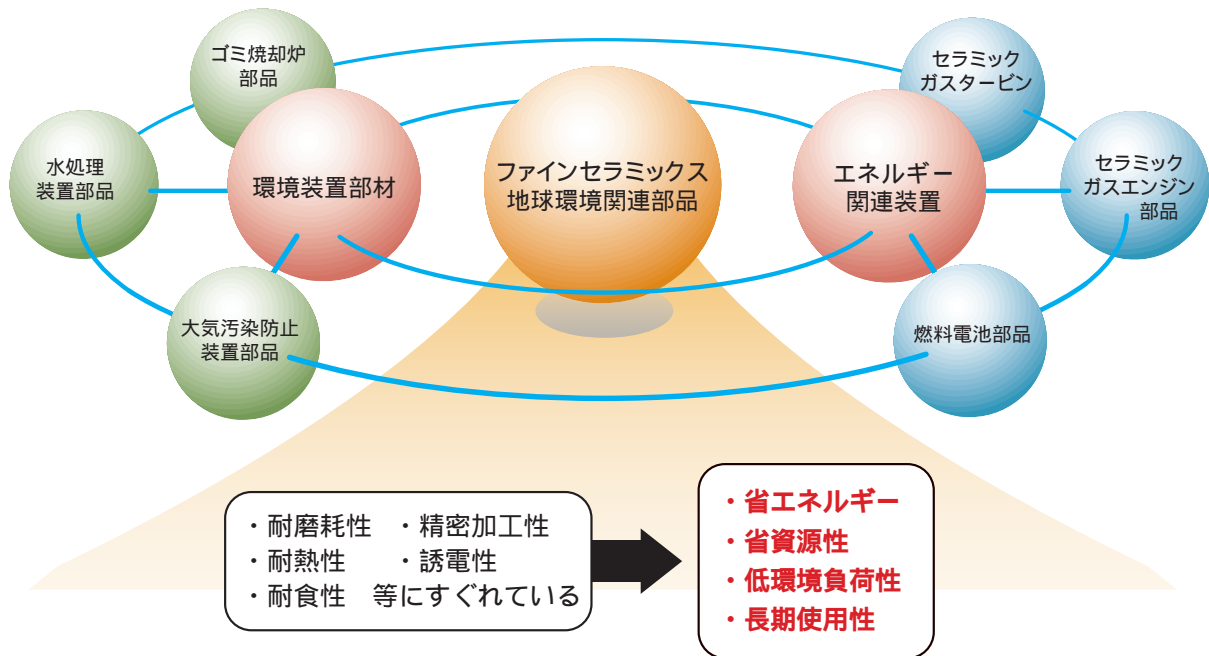 ゴミ焼却炉
部品
セラミック
ガスタービン
水処理
装置部品
環境装置部材
ファインセラミックス
地球環境関連部品
エネルギー
関連装置
セラミック
ガスエンジン
部品
大気汚染防止
装置部品
燃料電池部品
・耐磨耗性 ・精密加工性
・耐熱性 ・誘電性
・耐食性 等にすぐれている
・省エネルギー
・省資源性
・低環境負荷性
・長期使用性